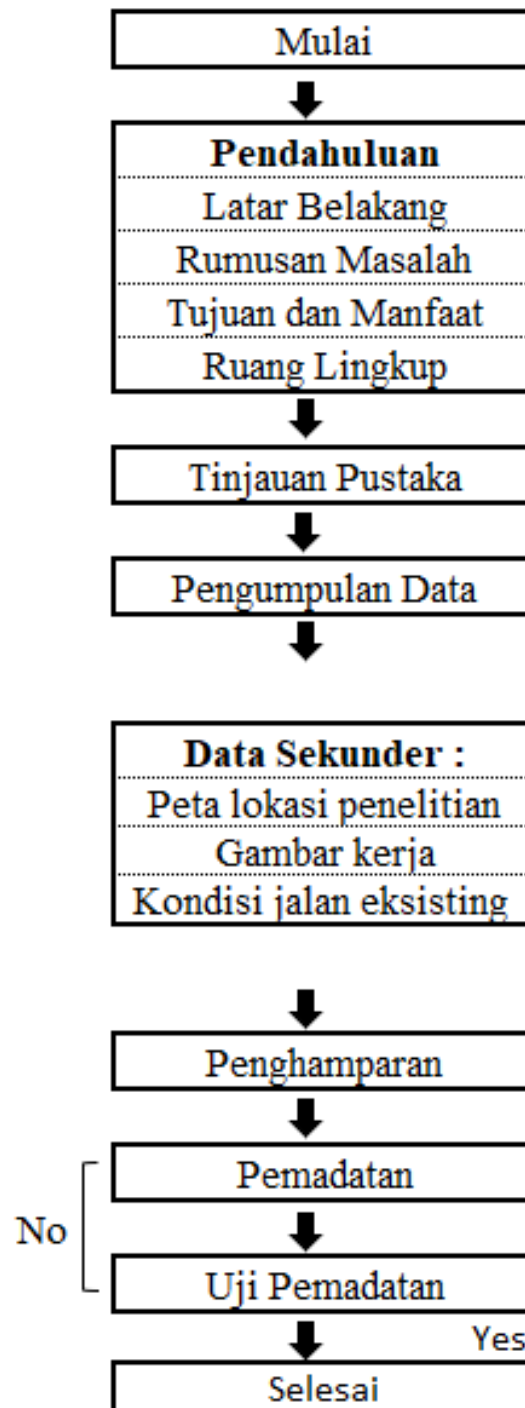 Mulai
Pendahuluan
Latar Belakang
Rumusan Masalah
Tujuan dan Manfaat
Ruang Lingkup
Tinjauan Pustaka
Pengumpulan Data
Data Sekunder :
Peta lokasi penelitian
Gambar kerja
Kondisi jalan eksisting
Penghamparan
Pemadatan
No
Uji Pemadatan
Yes
Selesai